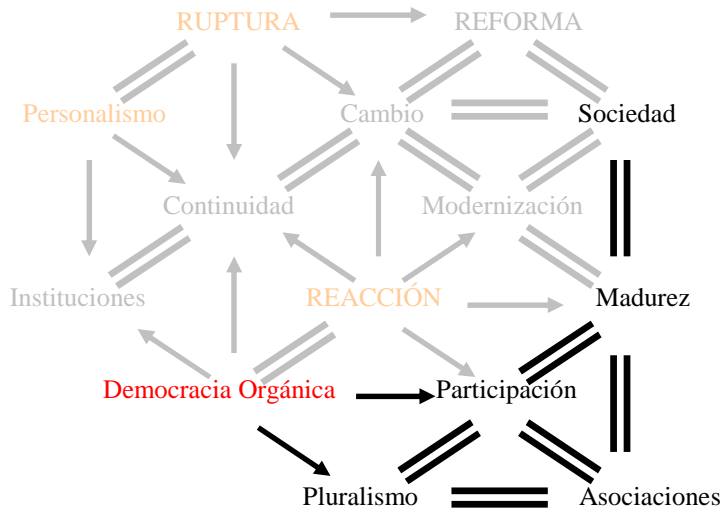 RUPTURA REFORMA
Personalismo Cambio Sociedad
Continuidad Modernización
Instituciones REACCIÓN Madurez
Democracia Orgánica Participación
Pluralismo Asociaciones